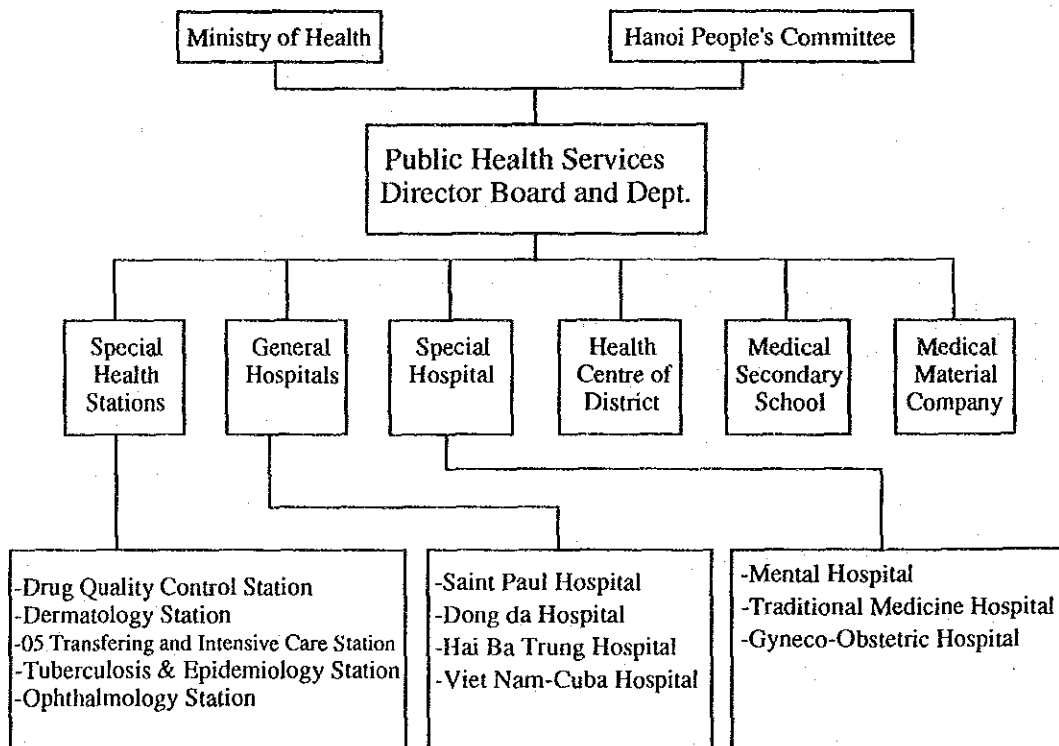 Ministry of Health
Hanoi People's Committee
Public Health Services
Director Board and Dept.
Special
Health
Stations
General
Hospitals
Special
Hospital
Health
Centre of
District
Medical
Secondary
School
Medical
Material
Company
-Drug Quality Control Station
-Dermatology Station
-05 Transfering and Intensive Care Station
-Tuberculosis & Epidemiology Station
-Ophthalmology Station
-Saint Paul Hospital
-Dong da Hospital
-Hai Ba Trung Hospital
-Viet Nam-Cuba Hospital
-Mental Hospital
-Traditional Medicine Hospital
-Gyneco-Obstetric Hospital